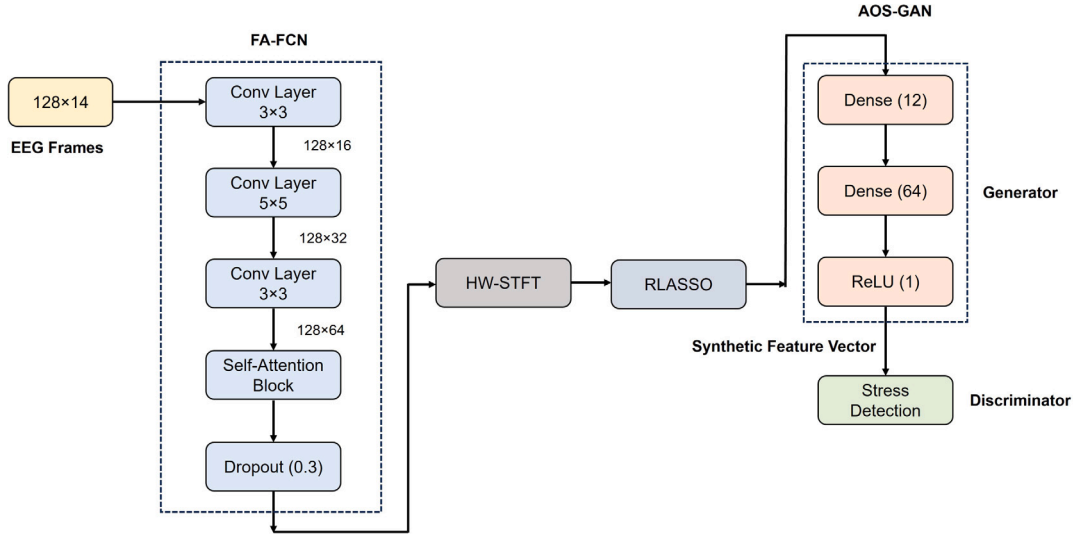 128×14
EEG Frames
FA-FCN
Conv Layer
3×3
128×16
Conv Layer
5×5
128×32
Conv Layer
3×3
128×64
Self-Attention
Block
Dropout (0.3)
HW-STFT
RLASSO
AOS-GAN
Dense (12)
Dense (64)
Generator
ReLU (1)
Synthetic Feature Vector
Stress
Detection
Discriminator